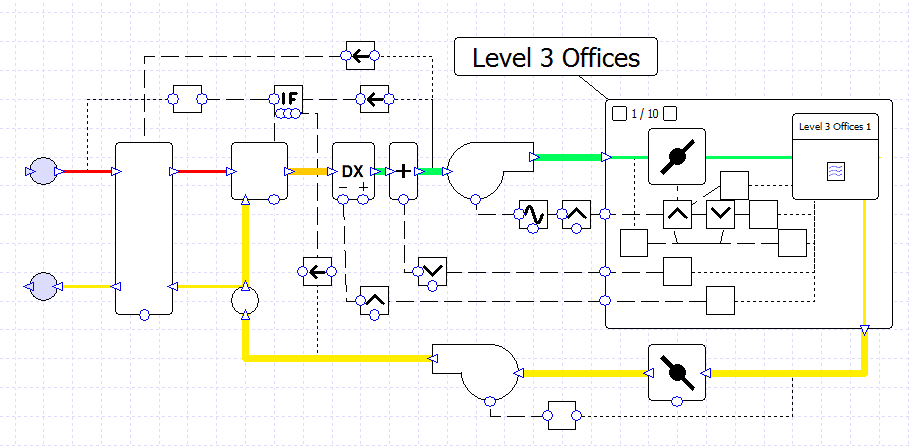 Level 3 Offices
1 / 10
Level 3 Offices 1
IF
DX
- +
+